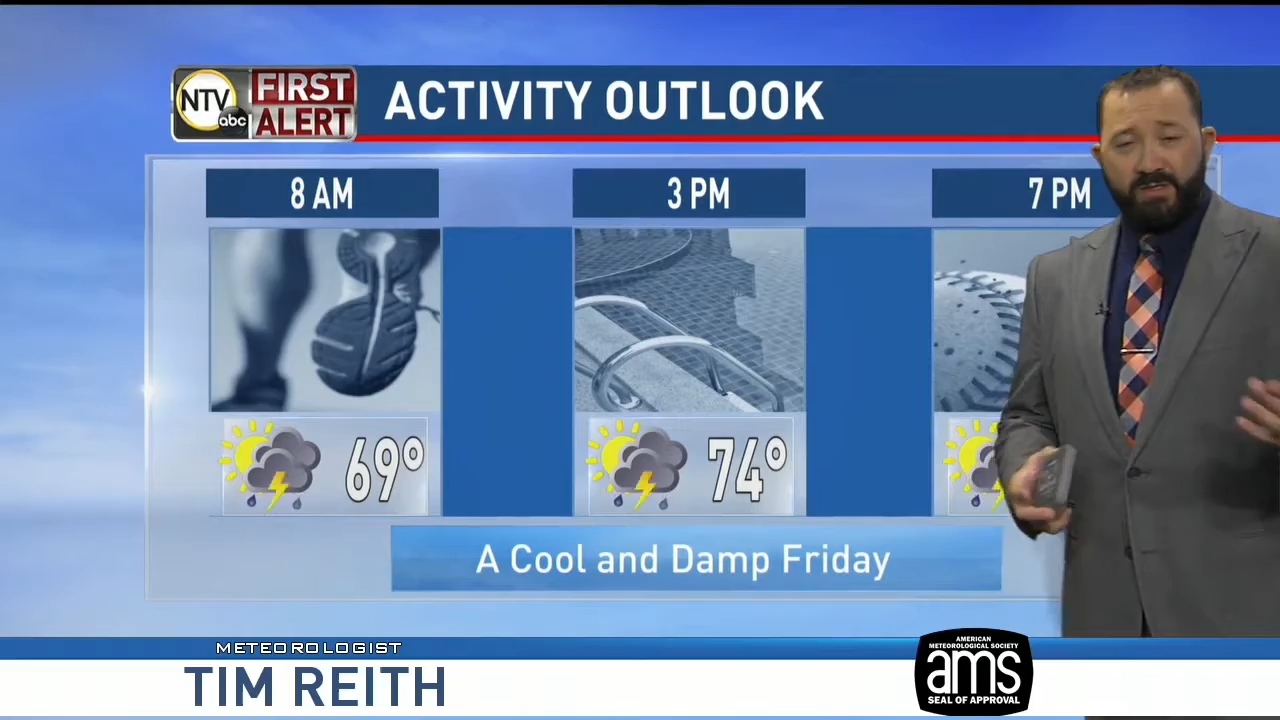 NTV
abc
FIRST
ALERT
ACTIVITY OUTLOOK
8 AM
3 PM
7 PM
69°
74°
A Cool and Damp Friday
METEOROLOGIST
TIM REITH
AMERICAN
METEOROLOGICAL SOCIETY
ams
SEAL OF APPROVAL